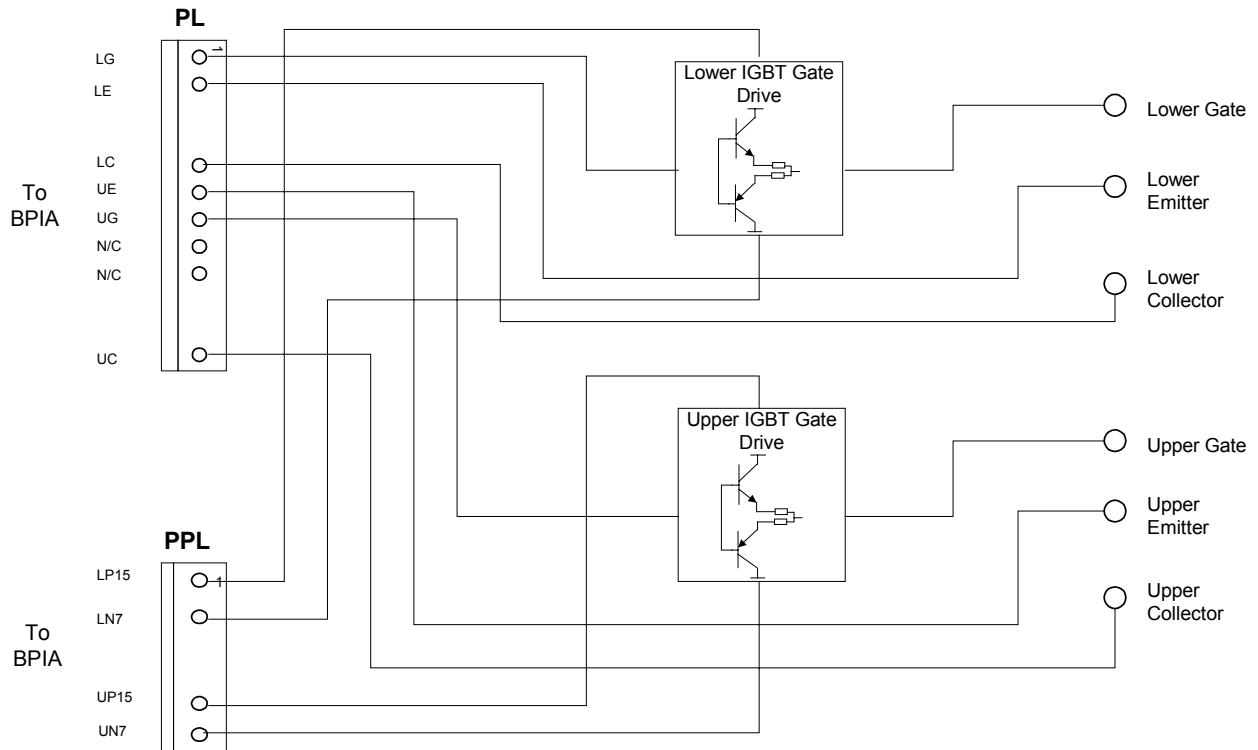 PL
1
LG
LE
LC
UE
UG
N/C
N/C
UC
To
BPIA
Lower IGBT Gate
Drive
Lower Gate
Lower
Emitter
Lower
Collector
Upper IGBT Gate
Drive
Upper Gate
Upper
Emitter
Upper
Collector
PPL
1
LP15
LN7
UP15
UN7
To
BPIA